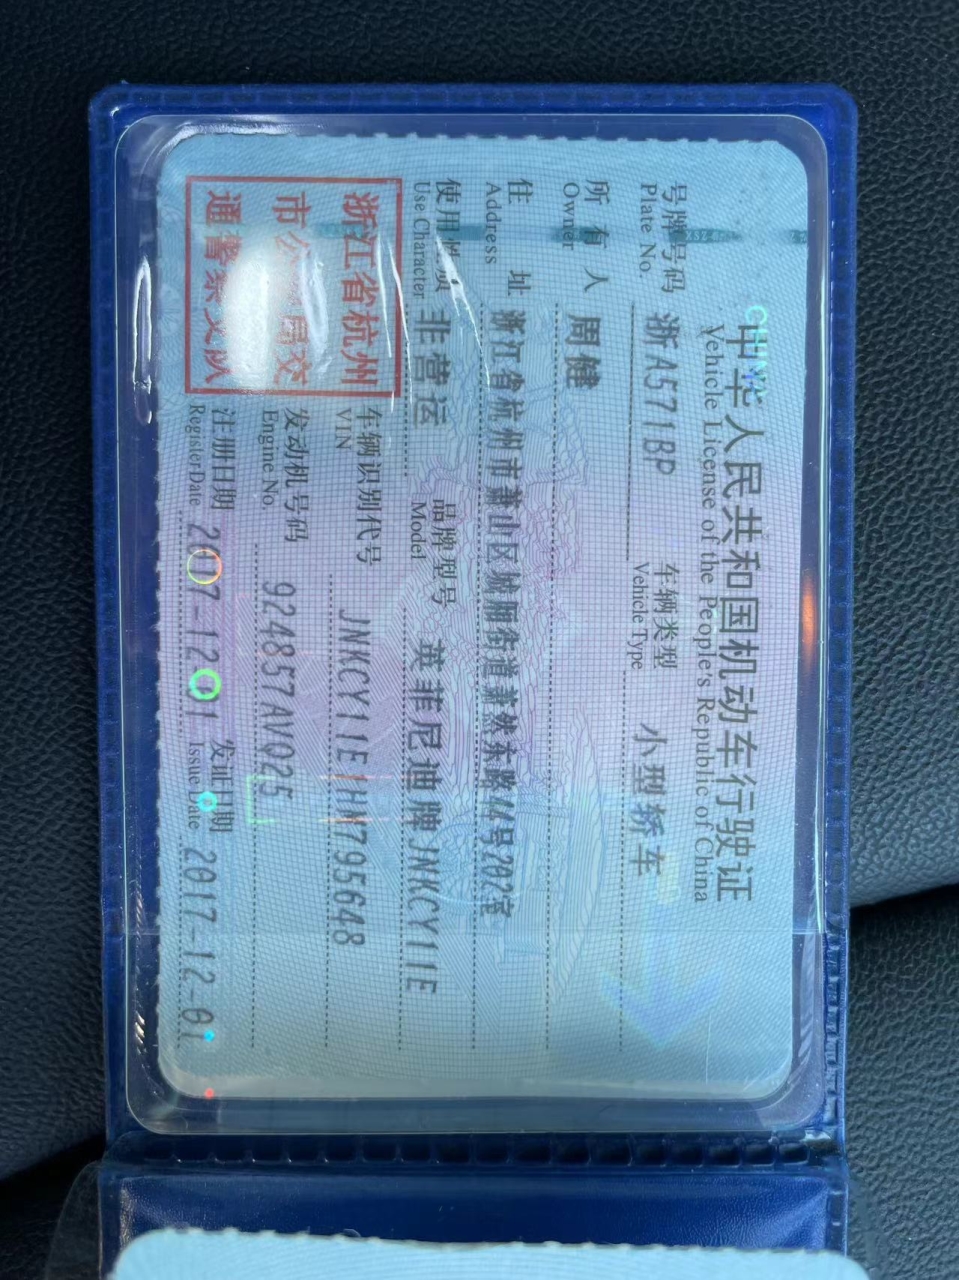 中华人民共和国机动车行驶证
Vehicle License of the People's Republic of China
号牌号码 浙A571BP 车辆类型 小型轿车
Plate No. Vehicle Type
所有人 周健
Owner
住址 浙江省杭州市萧山区城厢街道萧然东路44号202室
Address
使用性质 非营运 品牌型号 英菲尼迪牌JNKCY11E
Use Character Model
浙江省杭州
市公安局交
通警察支队
车辆识别代号 JNKCY11E1HM795648
VIN
发动机号码 924857AVQ25
Engine No.
注册日期 2017-12-01 发证日期 2017-12-01
Register Date Issue Date